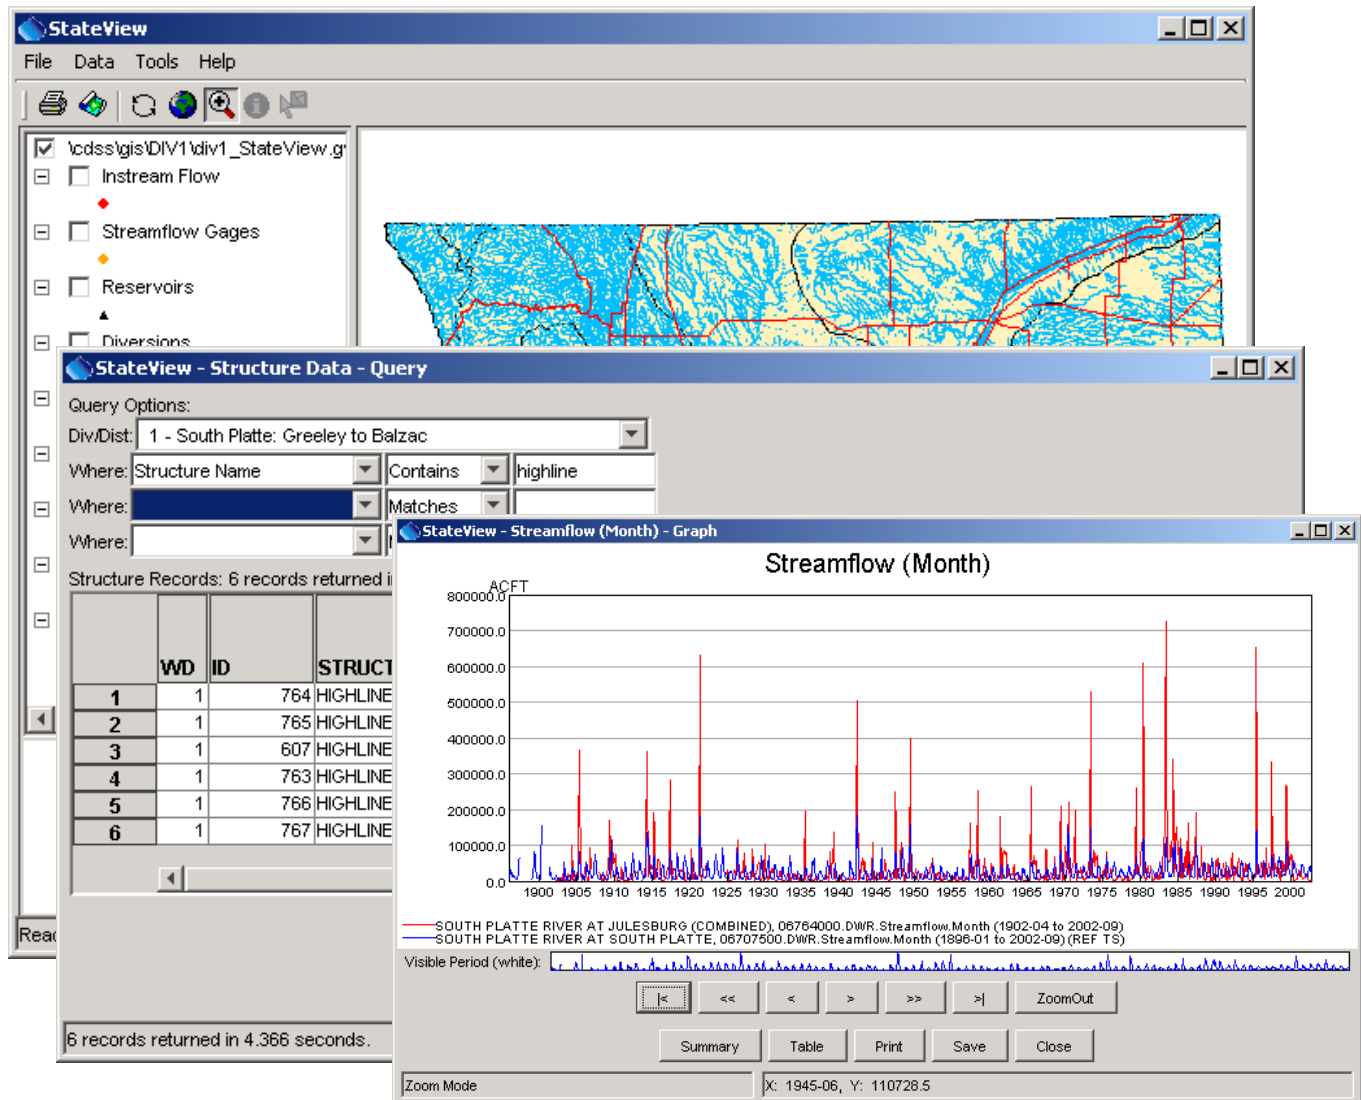 StateView
File Data Tools Help
\cdss\gis\DIV1\div1_StateView.g
Instream Flow
Streamflow Gages
Reservoirs
Diversions
StateView - Structure Data - Query
Query Options:
Div/Dist: 1 - South Platte: Greeley to Balzac
Where: Structure Name Contains highline
Where: Matches
Where:
Structure Records: 6 records returned i
WD ID STRUCT
1 1 764 HIGHLINE
2 1 765 HIGHLINE
3 1 607 HIGHLINE
4 1 763 HIGHLINE
5 1 766 HIGHLINE
6 1 767 HIGHLINE
Read
6 records returned in 4.366 seconds.
StateView - Streamflow (Month) - Graph
Streamflow (Month)
ACFT
800000.0
700000.0
600000.0
500000.0
400000.0
300000.0
200000.0
100000.0
0.0
1900 1905 1910 1915 1920 1925 1930 1935 1940 1945 1950 1955 1960 1965 1970 1975 1980 1985 1990 1995 2000
SOUTH PLATTE RIVER AT JULESBURG (COMBINED), 06764000.DWR.Streamflow.Month (1902-04 to 2002-09)
SOUTH PLATTE RIVER AT SOUTH PLATTE, 06707500.DWR.Streamflow.Month (1896-01 to 2002-09) (REF TS)
Visible Period (white):
|< << < > >> >| ZoomOut
Summary Table Print Save Close
Zoom Mode X: 1945-06, Y: 110728.5